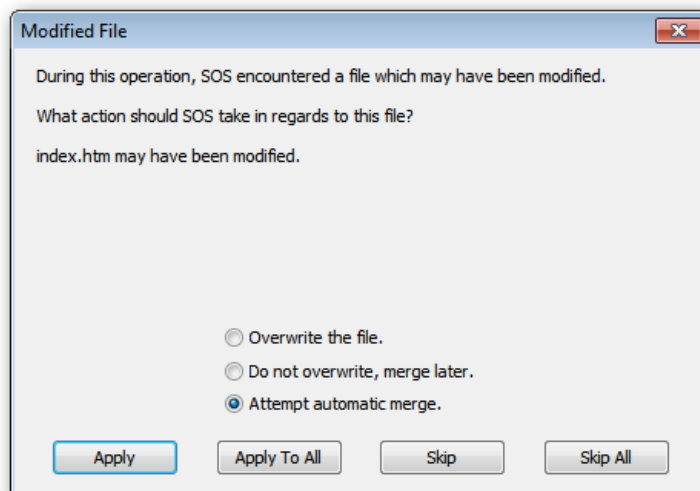 Modified File
During this operation, SOS encountered a file which may have been modified.
What action should SOS take in regards to this file?
index.htm may have been modified.
Overwrite the file.
Do not overwrite, merge later.
Attempt automatic merge.
Apply
Apply To All
Skip
Skip All